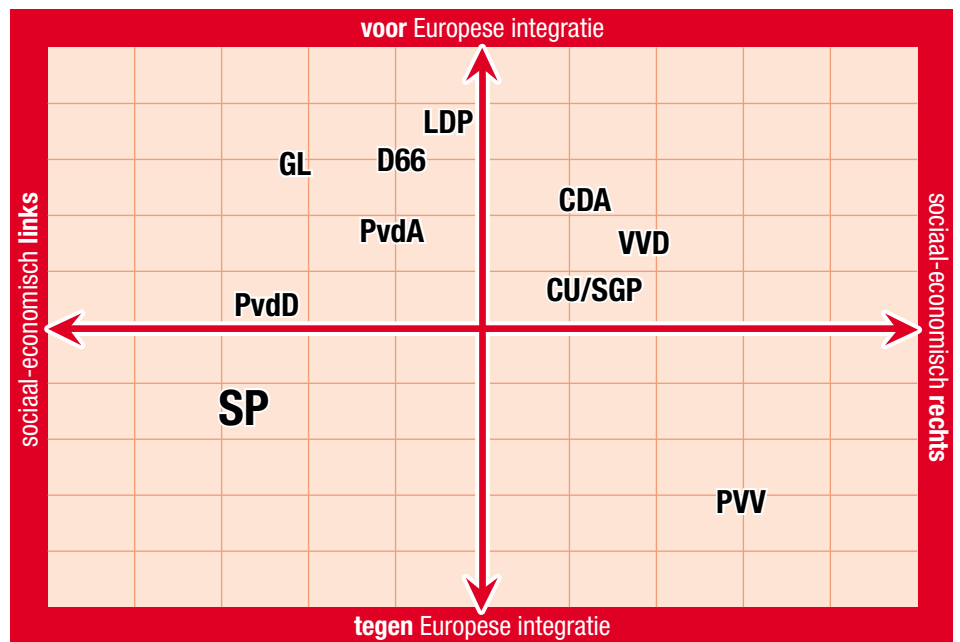 voor Europese integratie
LDP
GL
D66
CDA
PvdA
VVD
CU/SGP
PvdD
SP
PVV
sociaal-economisch links
sociaal-economisch rechts
tegen Europese integratie